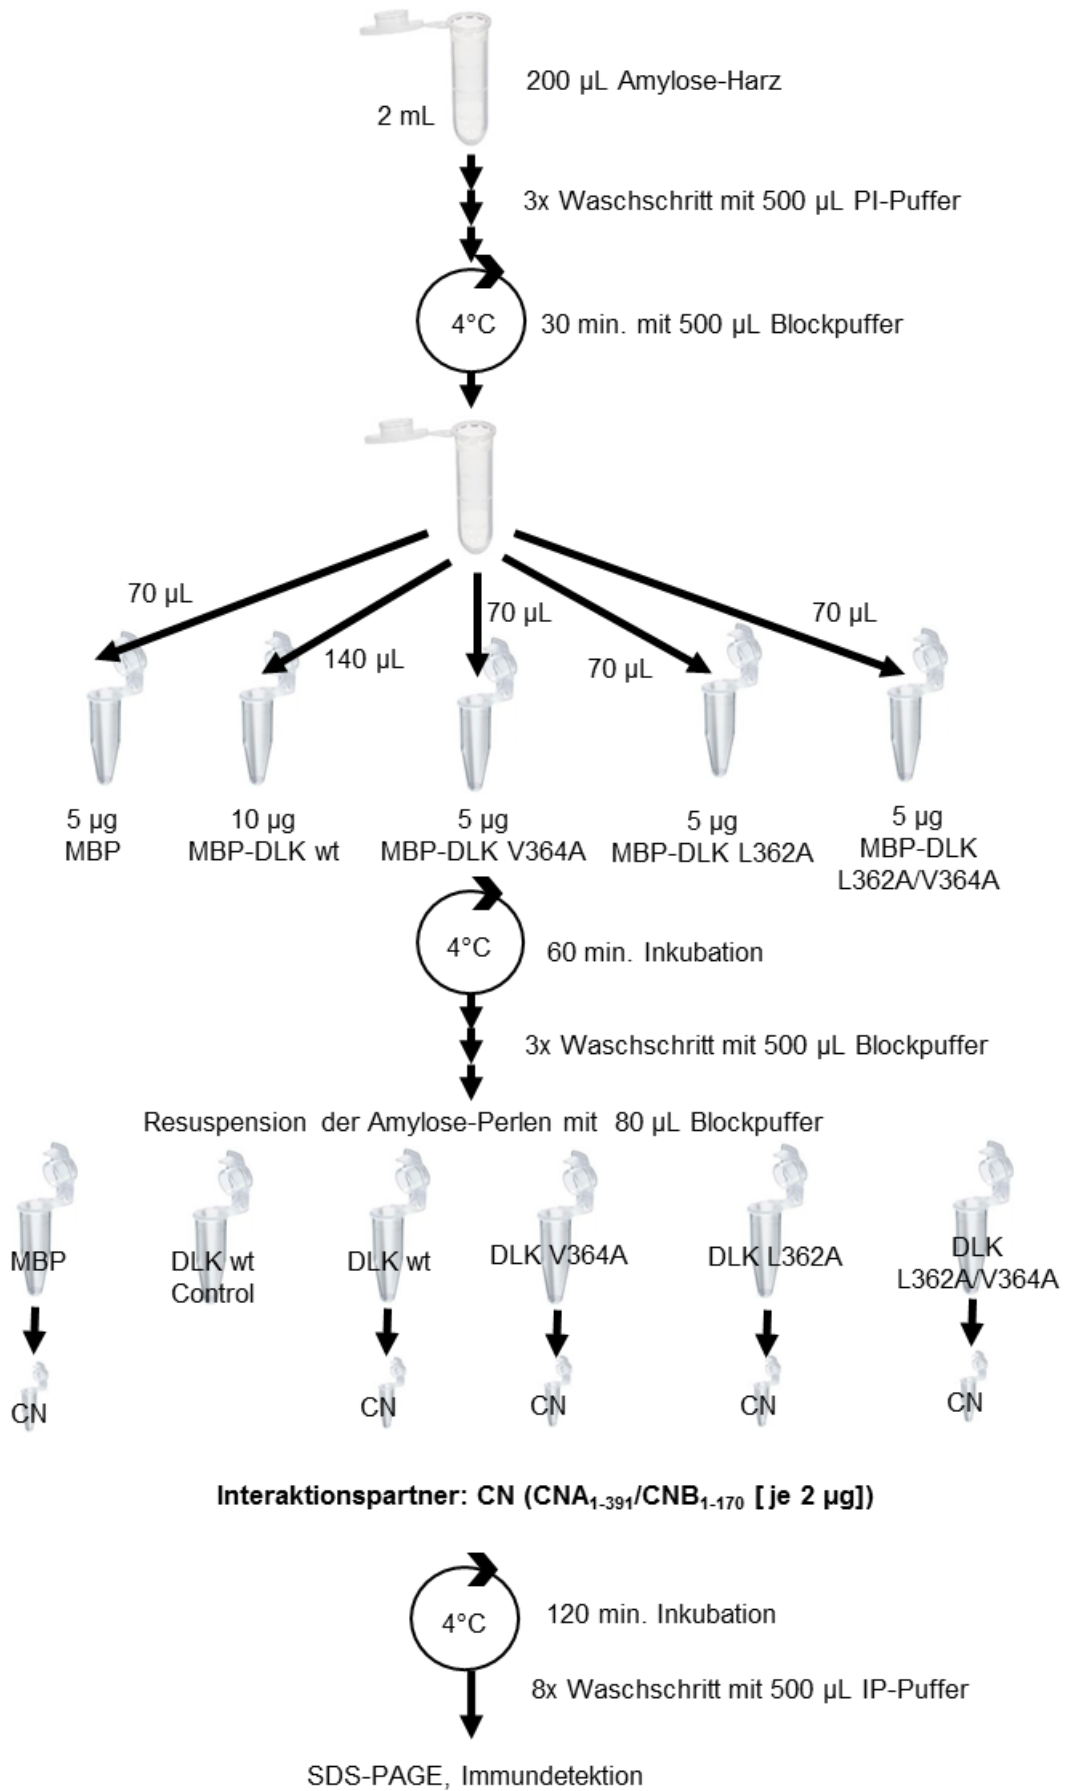 200 µL Amylose-Harz
2 mL
3x Waschschritt mit 500 µL PI-Puffer
4°C
30 min. mit 500 µL Blockpuffer
70 µL
140 µL
70 µL
70 µL
70 µL
5 µg
MBP
10 µg
MBP-DLK wt
5 µg
MBP-DLK V364A
5 µg
MBP-DLK L362A
5 µg
MBP-DLK
L362A/V364A
4°C
60 min. Inkubation
3x Waschschritt mit 500 µL Blockpuffer
Resuspension der Amylose-Perlen mit 80 µL Blockpuffer
MBP
DLK wt
Control
DLK wt
DLK V364A
DLK L362A
DLK
L362A/V364A
CN
CN
CN
CN
CN
Interaktionspartner: CN (CNA1-391/CNB1-170 [ je 2 µg])
4°C
120 min. Inkubation
8x Waschschritt mit 500 µL IP-Puffer
SDS-PAGE, Immundetektion